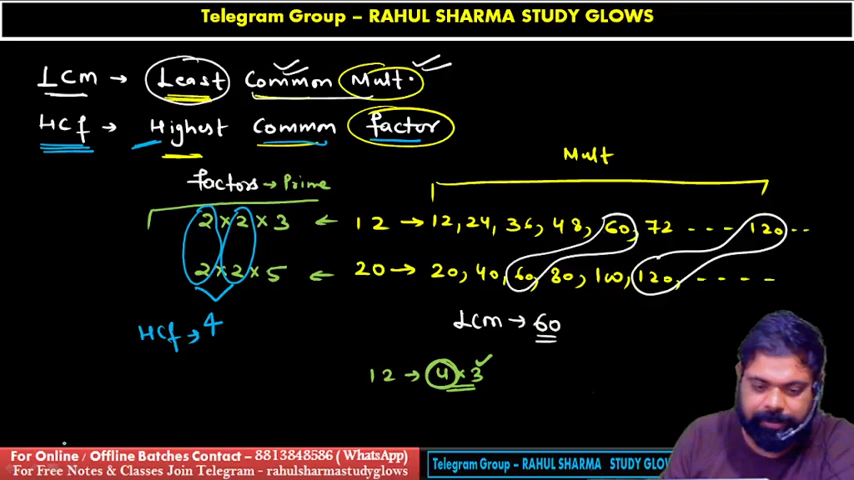 Telegram Group – RAHUL SHARMA STUDY GLOWS
LCm → Least Common Mult.
HCf → Highest Common factor
Mult
factors → Prime
2 × 2 × 3 ← 12 → 12, 24, 36, 48, 60, 72 --- 120 --
2 × 2 × 5 ← 20 → 20, 40, 60, 80, 100, 120, -----
HCf → 4
LCm → 60
12 → 4 × 3
For Online / Offline Batches Contact – 8813848586 ( WhatsApp)
For Free Notes & Classes Join Telegram - rahulsharmastudyglows
Telegram Group – RAHUL SHARMA STUDY GLOW